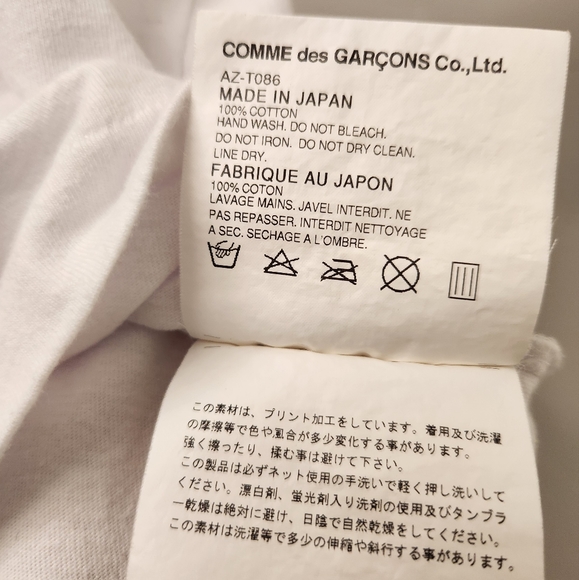 COMME des GARÇONS Co.,Ltd.
AZ-T086
MADE IN JAPAN
100% COTTON
HAND WASH. DO NOT BLEACH.
DO NOT IRON. DO NOT DRY CLEAN.
LINE DRY.
FABRIQUE AU JAPON
100% COTON
LAVAGE MAINS. JAVEL INTERDIT. NE
PAS REPASSER. INTERDIT NETTOYAGE
A SEC. SECHAGE A L'OMBRE.
この素材は、プリント加工をしています。着用及び洗濯
の摩擦等で色や風合が多少変化する事があります。
強く擦ったり、揉む事は避けて下さい。
この製品は必ずネット使用の手洗いで軽く押し洗いして
ください。漂白剤、蛍光剤入り洗剤の使用及びタンブラ
ー乾燥は絶対に避け、日陰で自然乾燥をしてください。
この素材は洗濯等で多少の伸縮や斜行する事があります。